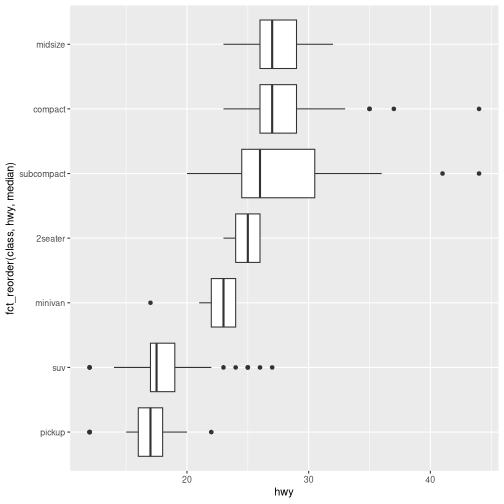 midsize
compact
subcompact
2seater
minivan
suv
pickup
fct_reorder(class, hwy, median)
20 30 40
hwy